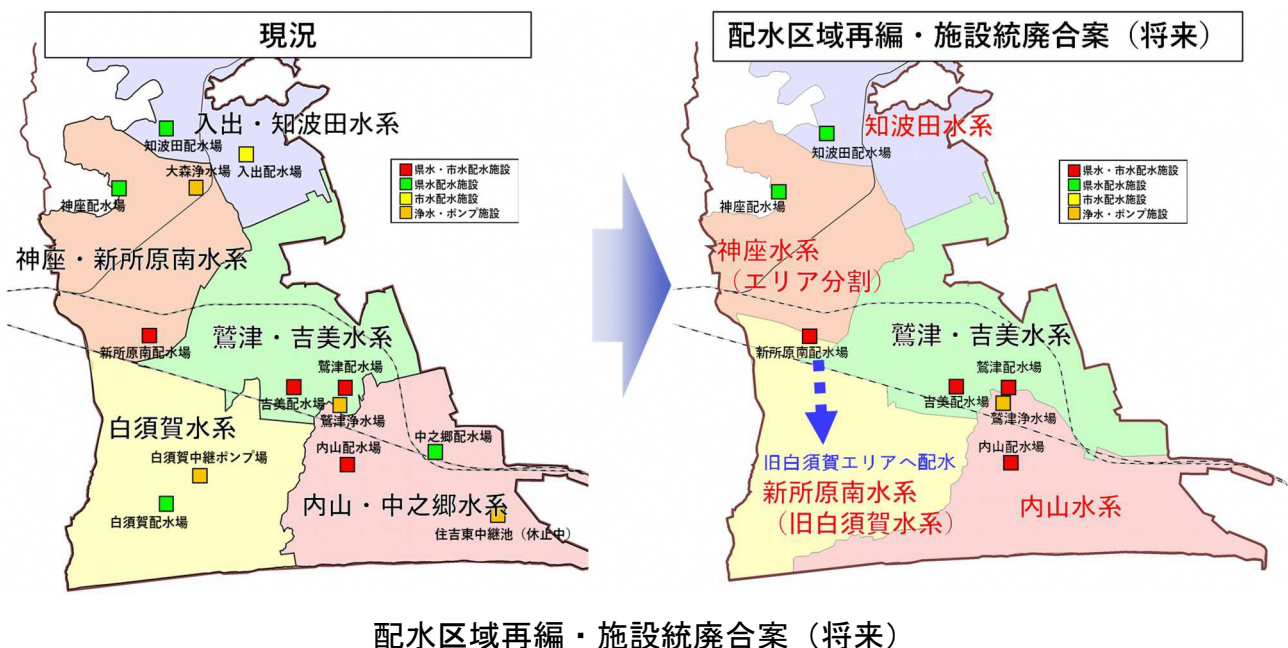 現況
入出・知波田水系
知波田配水場
大森浄水場
入出配水場
神座配水場
県水・市水配水施設
県水配水施設
市水配水施設
浄水・ポンプ施設
神座・新所原南水系
鷲津・吉美水系
新所原南配水場
鷲津配水場
吉美配水場
鷲津浄水場
白須賀水系
中之郷配水場
内山配水場
白須賀中継ポンプ場
内山・中之郷水系
白須賀配水場
住吉東中継池（休止中）
配水区域再編・施設統廃合案（将来）
知波田水系
知波田配水場
神座配水場
県水・市水配水施設
県水配水施設
市水配水施設
浄水・ポンプ施設
神座水系
（エリア分割）
鷲津・吉美水系
新所原南配水場
鷲津配水場
吉美配水場
鷲津浄水場
内山配水場
旧白須賀エリアへ配水
新所原南水系
（旧白須賀水系）
内山水系
配水区域再編・施設統廃合案（将来）